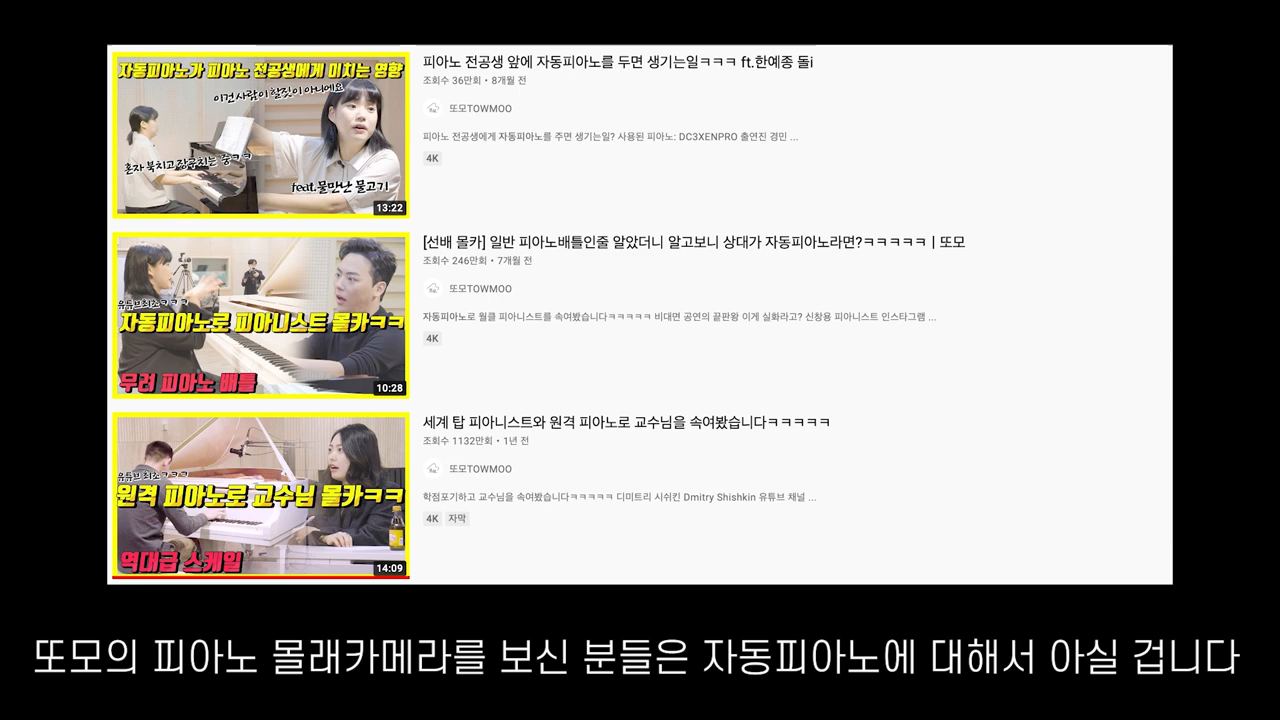 자동피아노가 피아노 전공생에게 미치는 영향
이건 사람이 할짓이 아니에요
혼자 북치고 장구치는 중ㅋㅋ
feat.물만난 물고기
13:22
피아노 전공생 앞에 자동피아노를 두면 생기는일ㅋㅋㅋ ft.한예종 돌i
조회수 36만회 • 8개월 전
또모TOWMOO
피아노 전공생에게 자동피아노를 주면 생기는일? 사용된 피아노: DC3XENPRO 출연진 경민 ...
4K
유튜브최초ㅋㅋㅋ
자동피아노로 피아니스트 몰카ㅋㅋ
무려 피아노 배틀
10:28
[선배 몰카] 일반 피아노배틀인줄 알았더니 알고보니 상대가 자동피아노라면?ㅋㅋㅋㅋㅋ | 또모
조회수 246만회 • 7개월 전
또모TOWMOO
자동피아노로 월클 피아니스트를 속여봤습니다ㅋㅋㅋㅋㅋ 비대면 공연의 끝판왕 이게 실화라고? 신창용 피아니스트 인스타그램 ...
4K
유튜브최초ㅋㅋㅋ
원격 피아노로 교수님 몰카ㅋㅋ
역대급 스케일
14:09
세계 탑 피아니스트와 원격 피아노로 교수님을 속여봤습니다ㅋㅋㅋㅋㅋ
조회수 1132만회 • 1년 전
또모TOWMOO
학점포기하고 교수님을 속여봤습니다ㅋㅋㅋㅋㅋ 디미트리 시쉬킨 Dmitry Shishkin 유튜브 채널 ...
4K 자막
또모의 피아노 몰래카메라를 보신 분들은 자동피아노에 대해서 아실 겁니다